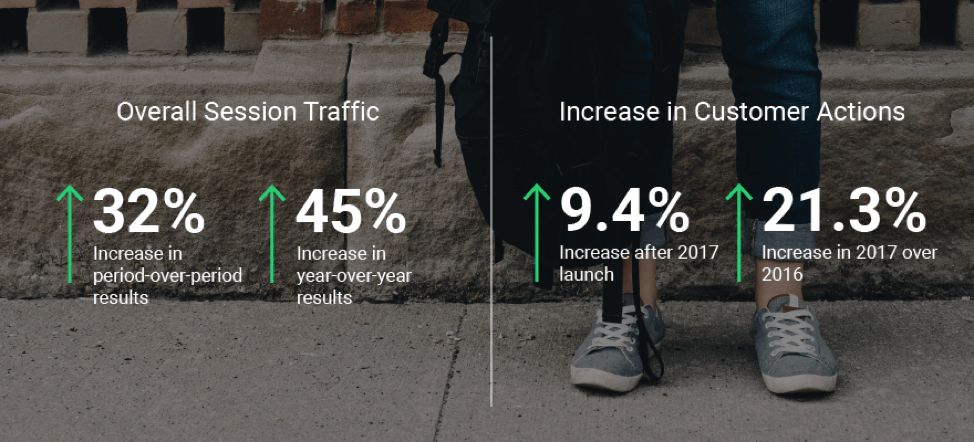 Overall Session Traffic
32%
Increase in
period-over-period
results
45%
Increase in
year-over-year
results
Increase in Customer Actions
9.4%
Increase after 2017
launch
21.3%
Increase in 2017 over
2016